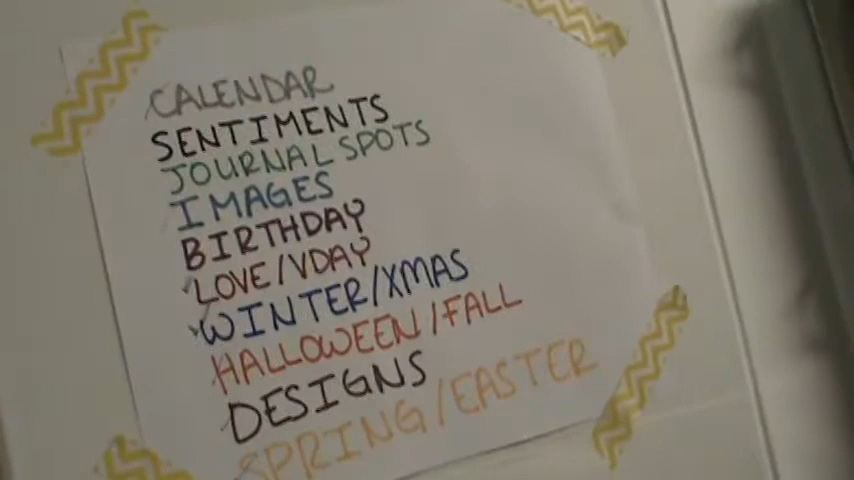 CALENDAR
SENTIMENTS
JOURNAL SPOTS
IMAGES
BIRTHDAY
LOVE/VDAY
WINTER/XMAS
HALLOWEEN/FALL
DESIGNS
SPRING/EASTER